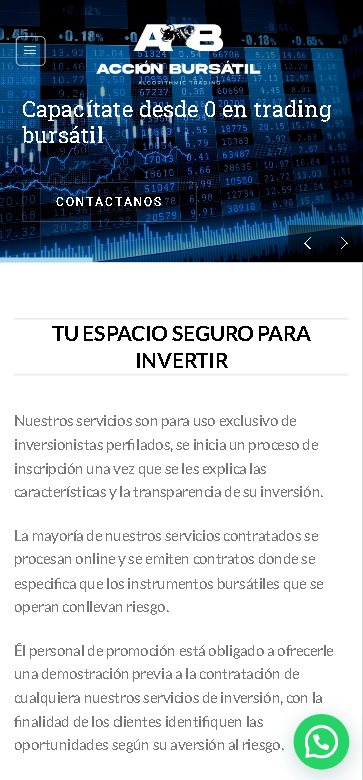 ACCIÓN BURSÁTIL
ALGORITHMIC TRADING
Capacítate desde 0 en trading
bursátil
CONTÁCTANOS
TU ESPACIO SEGURO PARA
INVERTIR
Nuestros servicios son para uso exclusivo de
inversionistas perfilados, se inicia un proceso de
inscripción una vez que se les explica las
características y la transparencia de su inversión.
La mayoría de nuestros servicios contratados se
procesan online y se emiten contratos donde se
especifica que los instrumentos bursátiles que se
operan conllevan riesgo.
Él personal de promoción está obligado a ofrecerle
una demostración previa a la contratación de
cualquiera nuestros servicios de inversión, con la
finalidad de los clientes identifiquen las
oportunidades según su aversión al riesgo.